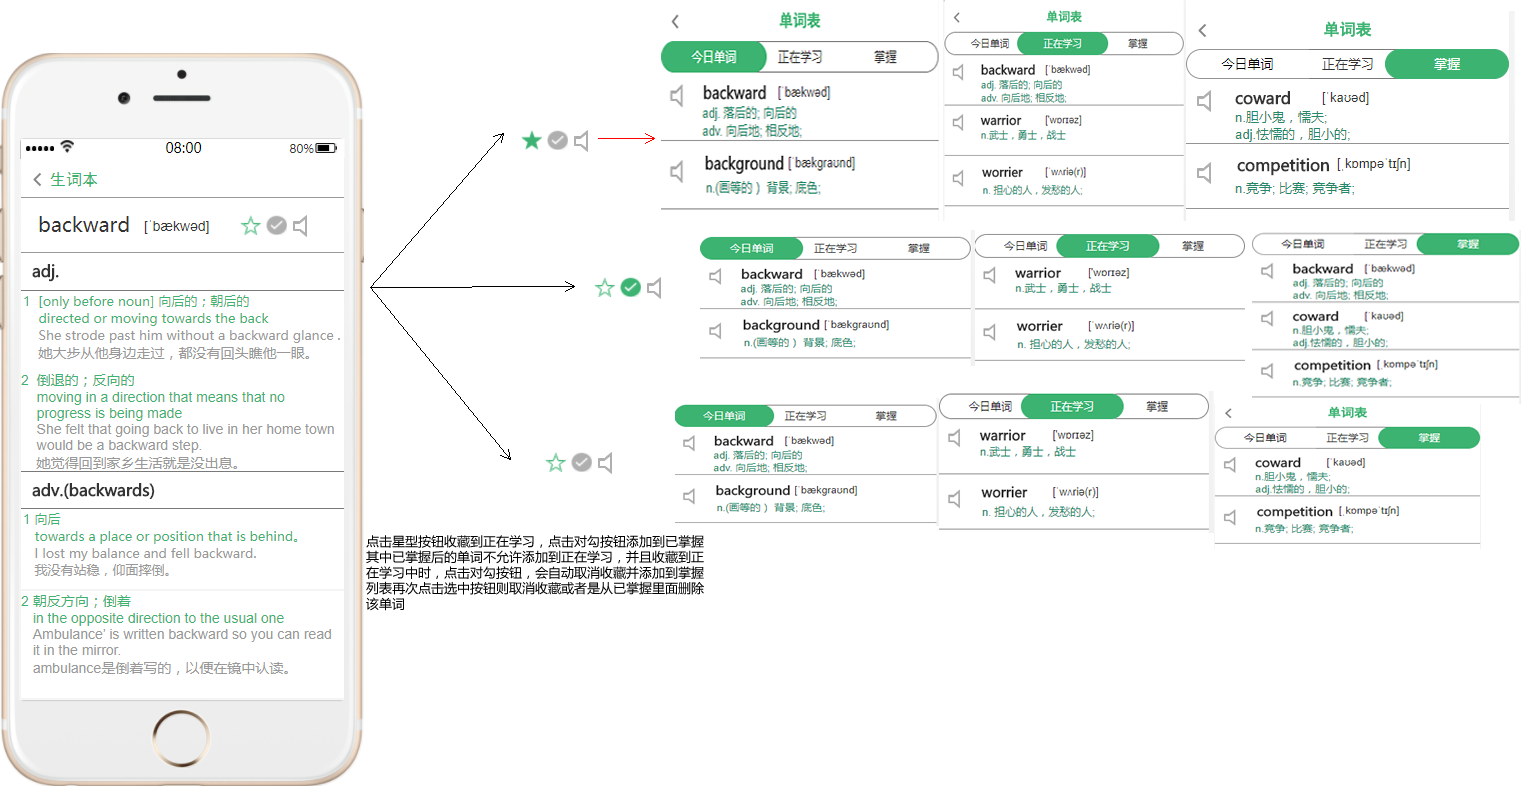 08:00
80%
生词本
backward [ˈbækwəd]
adj.
1 [only before noun] 向后的；朝后的
directed or moving towards the back
She strode past him without a backward glance .
她大步从他身边走过，都没有回头瞧他一眼。
2 倒退的；反向的
moving in a direction that means that no
progress is being made
She felt that going back to live in her home town
would be a backward step.
她觉得回到家乡生活就是没出息。
adv.(backwards)
1 向后
towards a place or position that is behind。
I lost my balance and fell backward.
我没有站稳，仰面摔倒。
2 朝反方向；倒着
in the opposite direction to the usual one
Ambulance' is written backward so you can read
it in the mirror.
ambulance是倒着写的，以便在镜中认读。
点击星型按钮收藏到正在学习，点击对勾按钮添加到已掌握
其中已掌握后的单词不允许添加到正在学习，并且收藏到正
在学习中时，点击对勾按钮，会自动取消收藏并添加到掌握
列表再次点击选中按钮则取消收藏或者是从已掌握里面删除
该单词
单词表
今日单词 正在学习 掌握
backward [ˈbækwəd]
adj. 落后的; 向后的
adv. 向后地; 相反地;
background [ˈbækgraʊnd]
n.(画等的 ) 背景; 底色;
单词表
今日单词 正在学习 掌握
backward [ˈbækwəd]
adj. 落后的; 向后的
adv. 向后地; 相反地;
warrior ['wɒrɪəz]
n.武士，勇士，战士
worrier [ˈwʌriə(r)]
n. 担心的人，发愁的人;
单词表
今日单词 正在学习 掌握
coward [ˈkaʊəd]
n.胆小鬼，懦夫;
adj.怯懦的，胆小的;
competition [ˌkɒmpəˈtɪʃn]
n.竞争; 比赛; 竞争者;
今日单词 正在学习 掌握
backward [ˈbækwəd]
adj. 落后的; 向后的
adv. 向后地; 相反地;
background [ˈbækgraʊnd]
n.(画等的 ) 背景; 底色;
今日单词 正在学习 掌握
warrior ['wɒrɪəz]
n.武士，勇士，战士
worrier [ˈwʌriə(r)]
n. 担心的人，发愁的人;
今日单词 正在学习 掌握
backward [ˈbækwəd]
adj. 落后的; 向后的
adv. 向后地; 相反地;
coward [ˈkaʊəd]
n.胆小鬼，懦夫;
adj.怯懦的，胆小的;
competition [ˌkɒmpəˈtɪʃn]
n.竞争; 比赛; 竞争者;
今日单词 正在学习 掌握
backward [ˈbækwəd]
adj. 落后的; 向后的
adv. 向后地; 相反地;
background [ˈbækgraʊnd]
n.(画等的 ) 背景; 底色;
今日单词 正在学习 掌握
warrior ['wɒrɪəz]
n.武士，勇士，战士
worrier [ˈwʌriə(r)]
n. 担心的人，发愁的人;
单词表
今日单词 正在学习 掌握
coward [ˈkaʊəd]
n.胆小鬼，懦夫;
adj.怯懦的，胆小的;
competition [ˌkɒmpəˈtɪʃn]
n.竞争; 比赛; 竞争者;